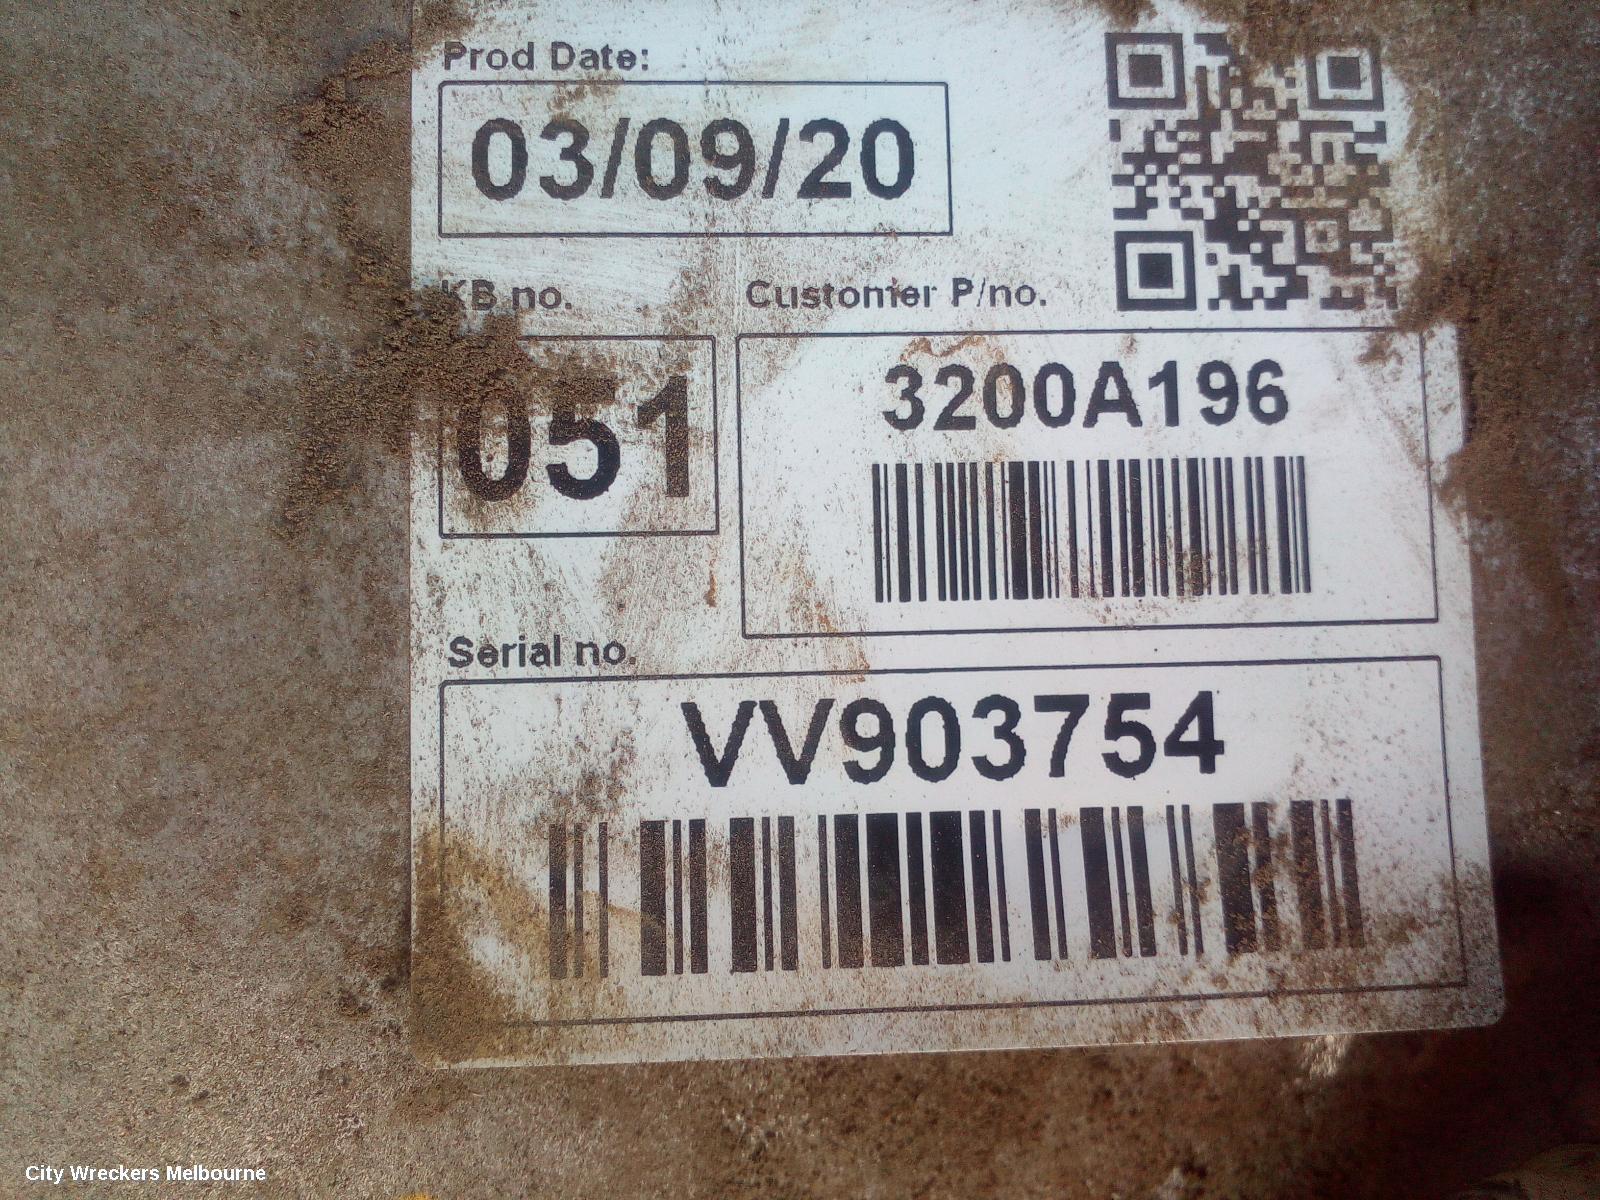 Prod Date:
03/09/20
KB no.
Customer P/no.
051
3200A196
Serial no.
VV903754
City Wreckers Melbourne